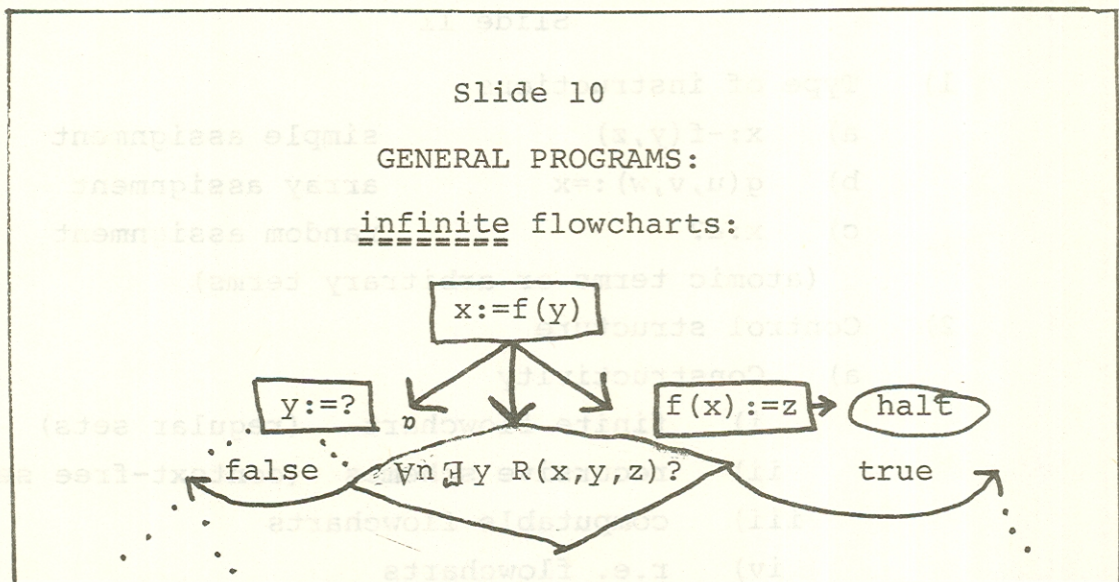 Slide 10
GENERAL PROGRAMS:
infinite flowcharts:
x:=f(y)
y:=? f(x):=z halt
false ∀u∃y R(x,y,z)? true